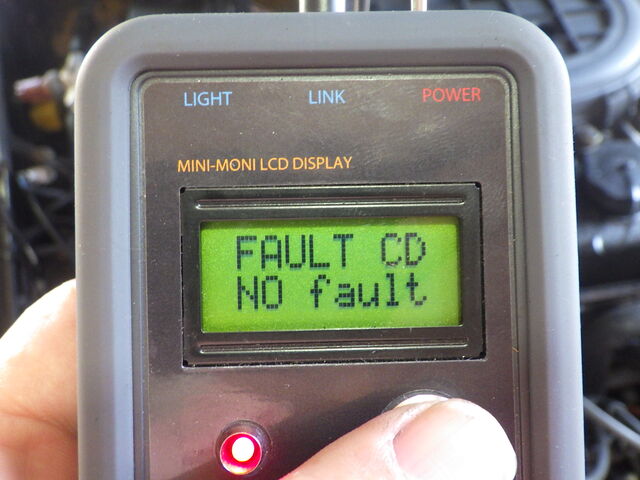 LIGHT LINK POWER
MINI-MONI LCD DISPLAY
FAULT CD
NO fault